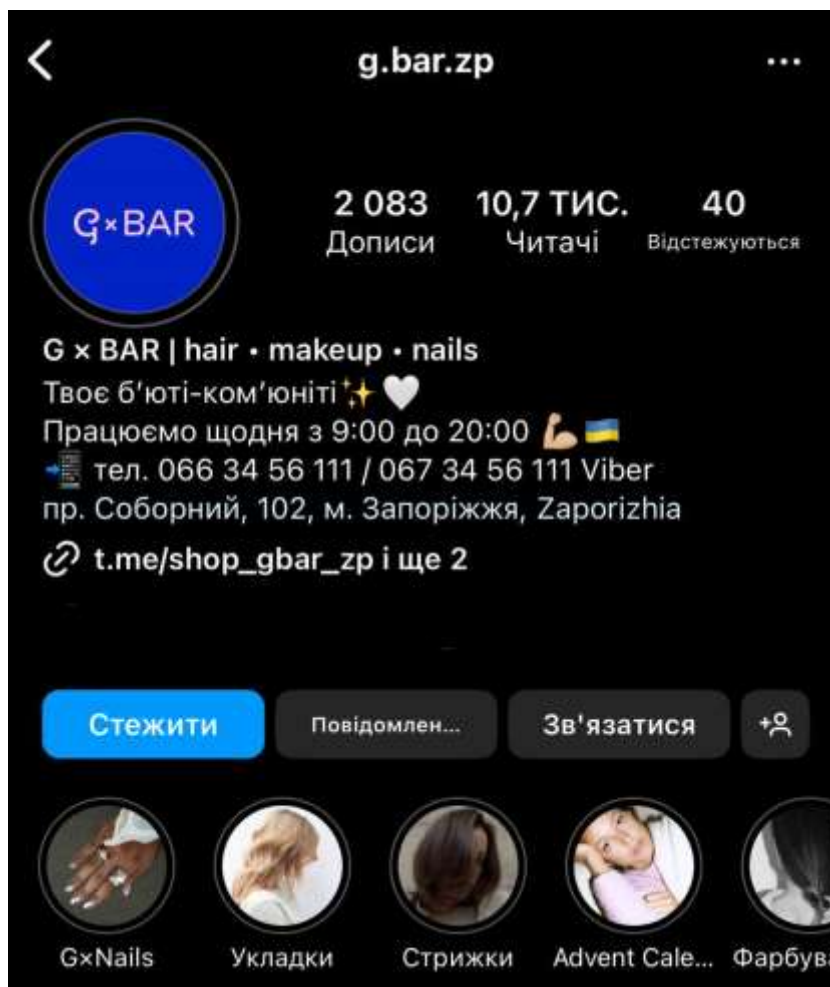 g.bar.zp
G×BAR
2 083 10,7 ТИС. 40
Дописи Читачі Відстежуються
G × BAR | hair • makeup • nails
Твоє б'юті-ком'юніті✨🤍
Працюємо щодня з 9:00 до 20:00 💪🏼🇺🇦
📲 тел. 066 34 56 111 / 067 34 56 111 Viber
пр. Соборний, 102, м. Запоріжжя, Zaporizhia
t.me/shop_gbar_zp і ще 2
Стежити Повідомлен... Зв'язатися
G×Nails Укладки Стрижки Advent Cale... Фарбува